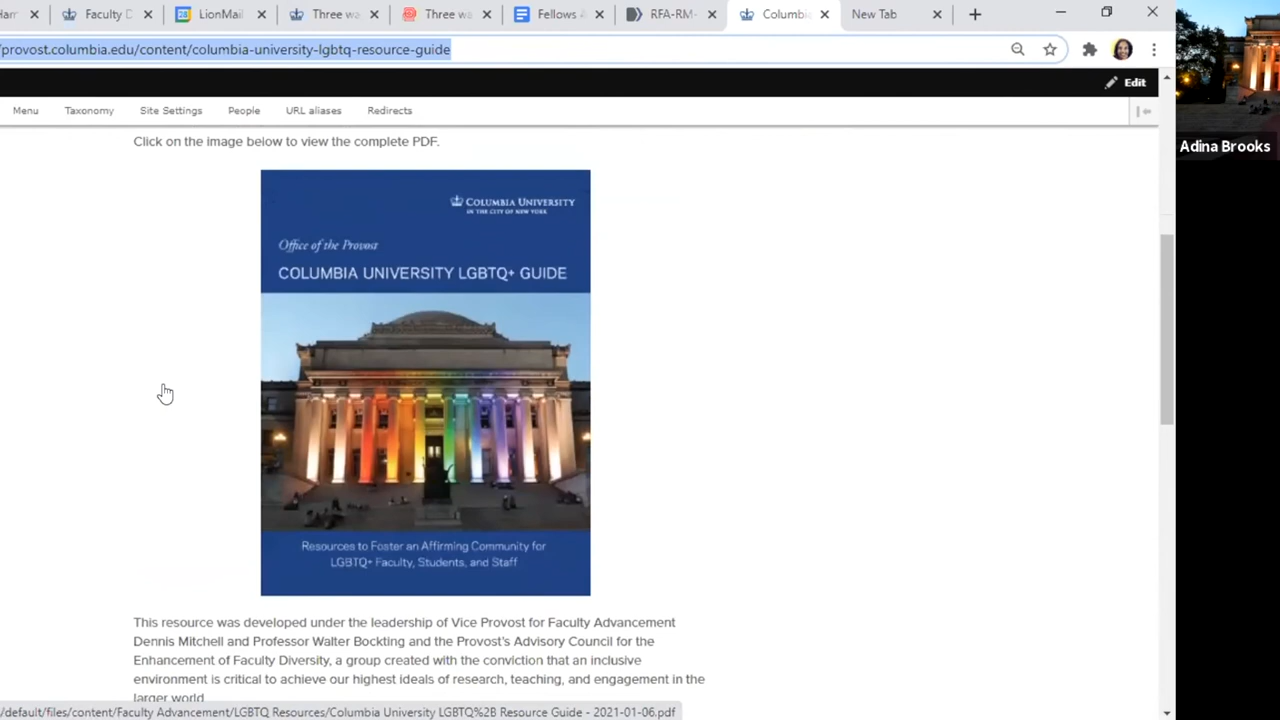 Harr
Faculty D
LionMail
Three wa
Three wa
Fellows A
RFA-RM-
Columbi
New Tab
/provost.columbia.edu/content/columbia-university-lgbtq-resource-guide
Edit
Menu Taxonomy Site Settings People URL aliases Redirects
Click on the image below to view the complete PDF.
COLUMBIA UNIVERSITY
IN THE CITY OF NEW YORK
Office of the Provost
COLUMBIA UNIVERSITY LGBTQ+ GUIDE
Resources to Foster an Affirming Community for
LGBTQ+ Faculty, Students, and Staff
This resource was developed under the leadership of Vice Provost for Faculty Advancement
Dennis Mitchell and Professor Walter Bockting and the Provost's Advisory Council for the
Enhancement of Faculty Diversity, a group created with the conviction that an inclusive
environment is critical to achieve our highest ideals of research, teaching, and engagement in the
larger world
/default/files/content/Faculty Advancement/LGBTQ Resources/Columbia University LGBTQ%2B Resource Guide - 2021-01-06.pdf
Adina Brooks